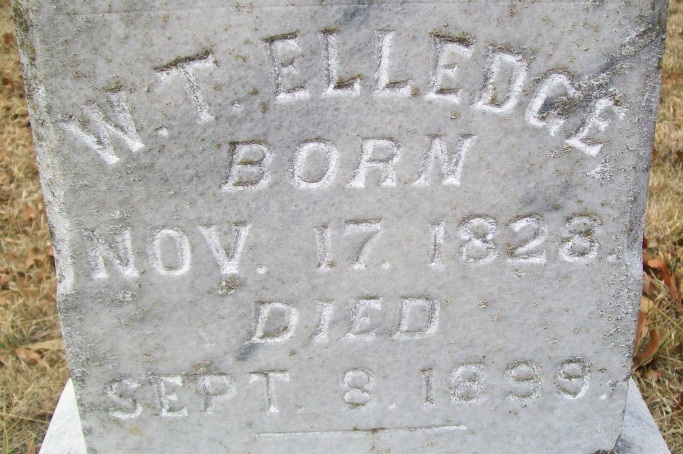 W. T. ELLEDGE
BORN
NOV. 17. 1828.
DIED
SEPT. 8. 1899.